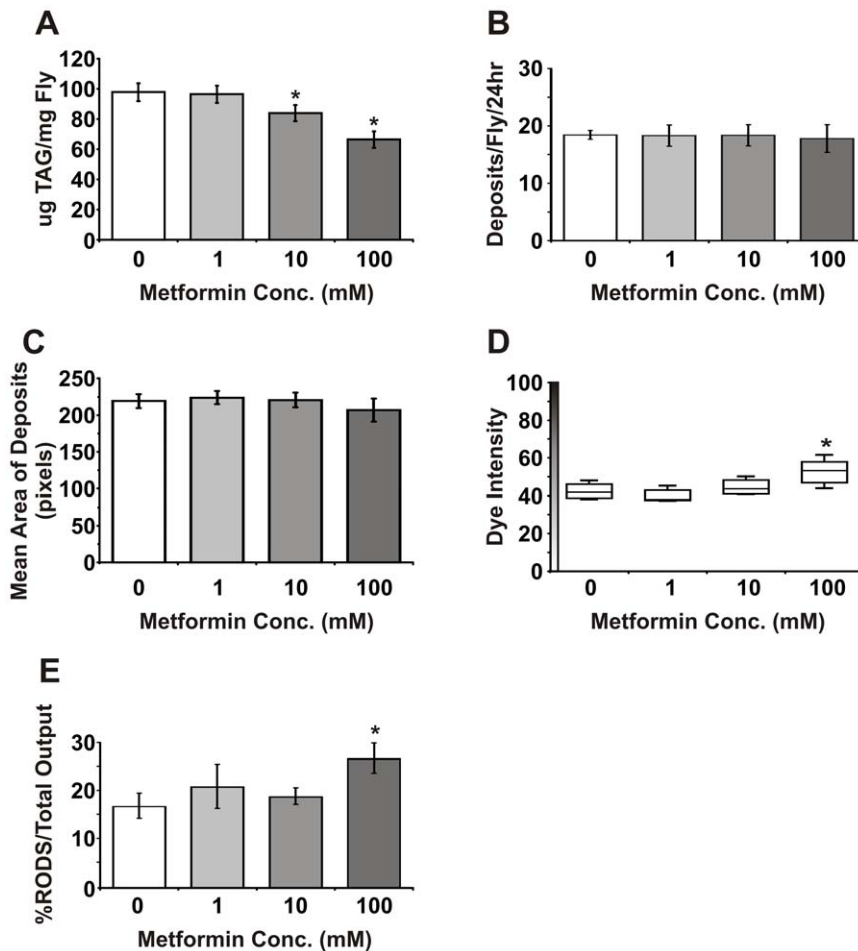 A
ug TAG/mg Fly
120
100
80
60
40
20
0
*
*
0 1 10 100
Metformin Conc. (mM)
B
Deposits/Fly/24hr
30
20
10
0
0 1 10 100
Metformin Conc. (mM)
C
Mean Area of Deposits
(pixels)
250
200
150
100
50
0
0 1 10 100
Metformin Conc. (mM)
D
Dye Intensity
100
80
60
40
20
0
*
0 1 10 100
Metformin Conc. (mM)
E
%RODS/Total Output
30
20
10
0
*
0 1 10 100
Metformin Conc. (mM)